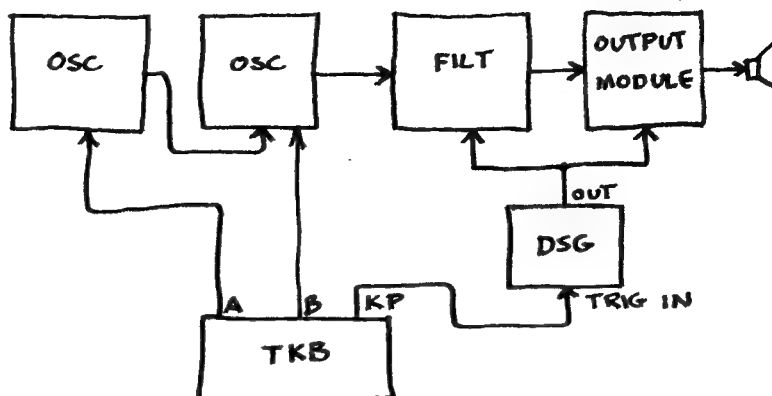 OSC
OSC
FILT
OUTPUT
MODULE
OUT
DSG
A
B
KP
TRIG IN
TKB